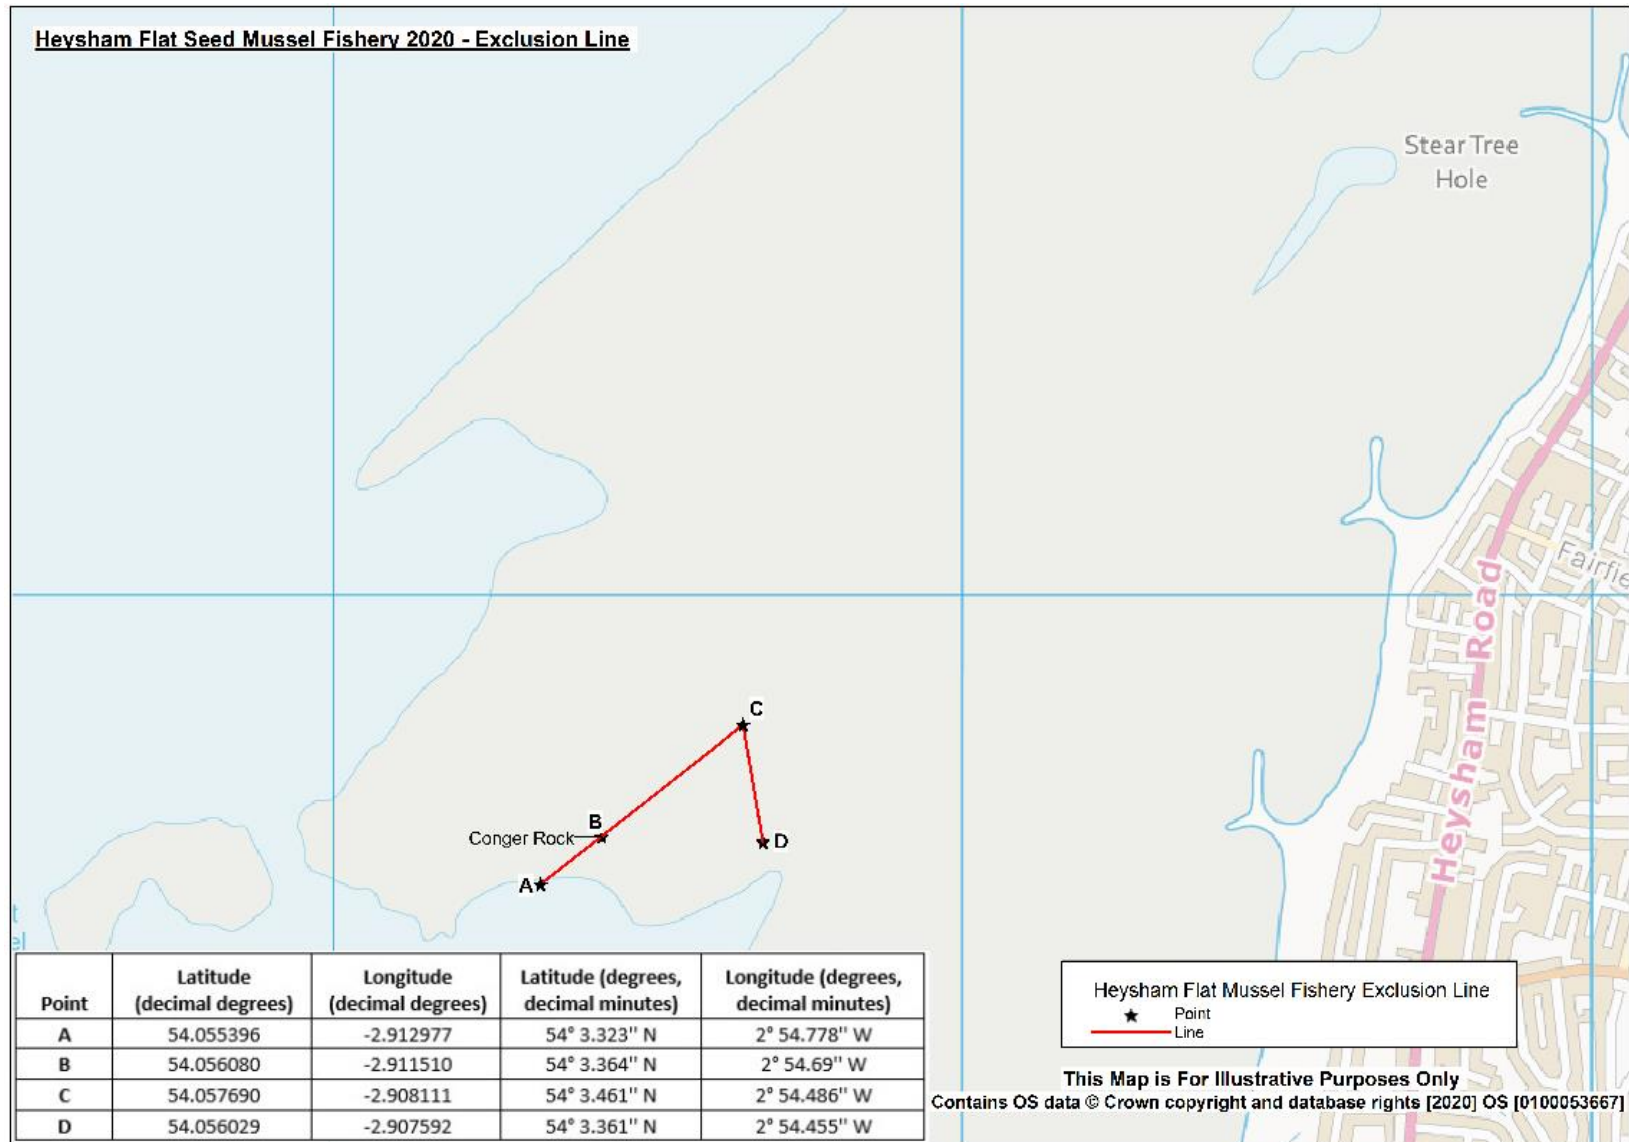 Heysham Flat Seed Mussel Fishery 2020 - Exclusion Line
Stear Tree
Hole
Fairfie
Heysham Road
C
B
Conger Rock
D
A
t
el
Point | Latitude (decimal degrees) | Longitude (decimal degrees) | Latitude (degrees, decimal minutes) | Longitude (degrees, decimal minutes)
A | 54.055396 | -2.912977 | 54° 3.323'' N | 2° 54.778'' W
B | 54.056080 | -2.911510 | 54° 3.364'' N | 2° 54.69'' W
C | 54.057690 | -2.908111 | 54° 3.461'' N | 2° 54.486'' W
D | 54.056029 | -2.907592 | 54° 3.361'' N | 2° 54.455'' W
Heysham Flat Mussel Fishery Exclusion Line
Point
Line
This Map is For Illustrative Purposes Only
Contains OS data © Crown copyright and database rights [2020] OS [0100053667]